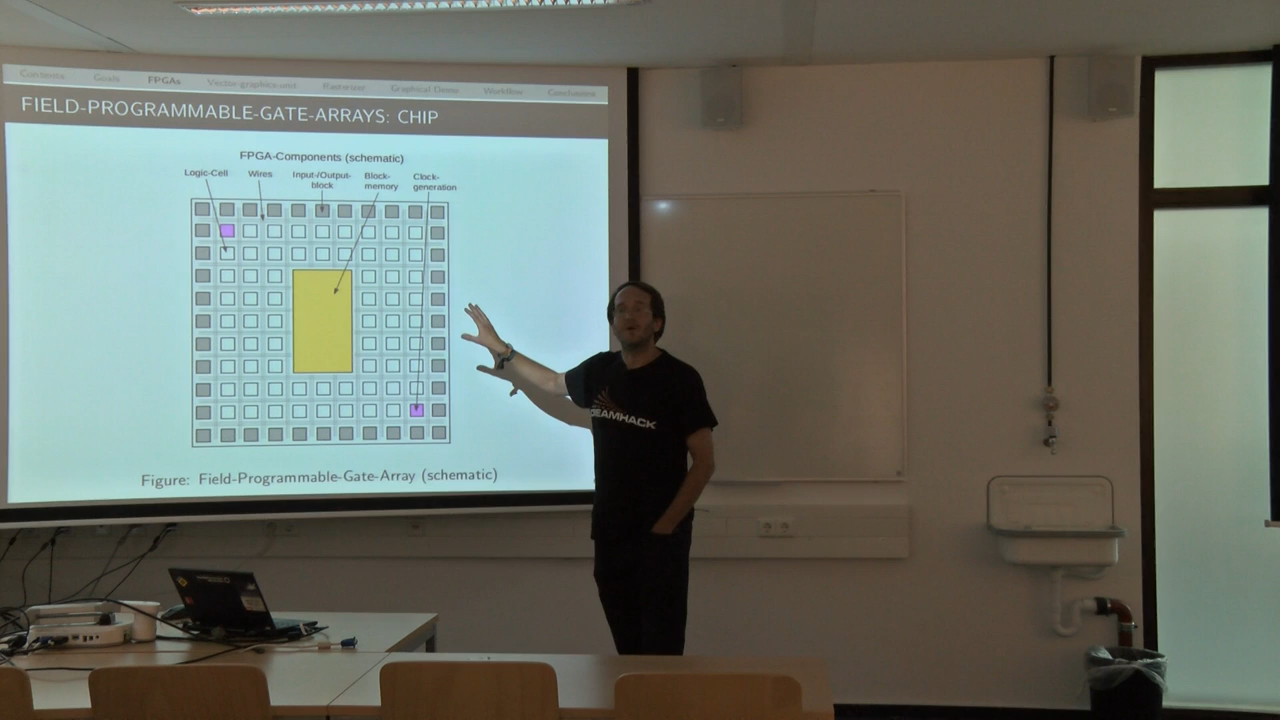 Contents Goals FPGAs Vector-graphics-unit Rasterizer Graphical Demo Workflow Conclusion
FIELD-PROGRAMMABLE-GATE-ARRAYS: CHIP
FPGA-Components (schematic)
Logic-Cell Wires Input-/Output-block Block-memory Clock-generation
Figure: Field-Programmable-Gate-Array (schematic)
DEAMHACK